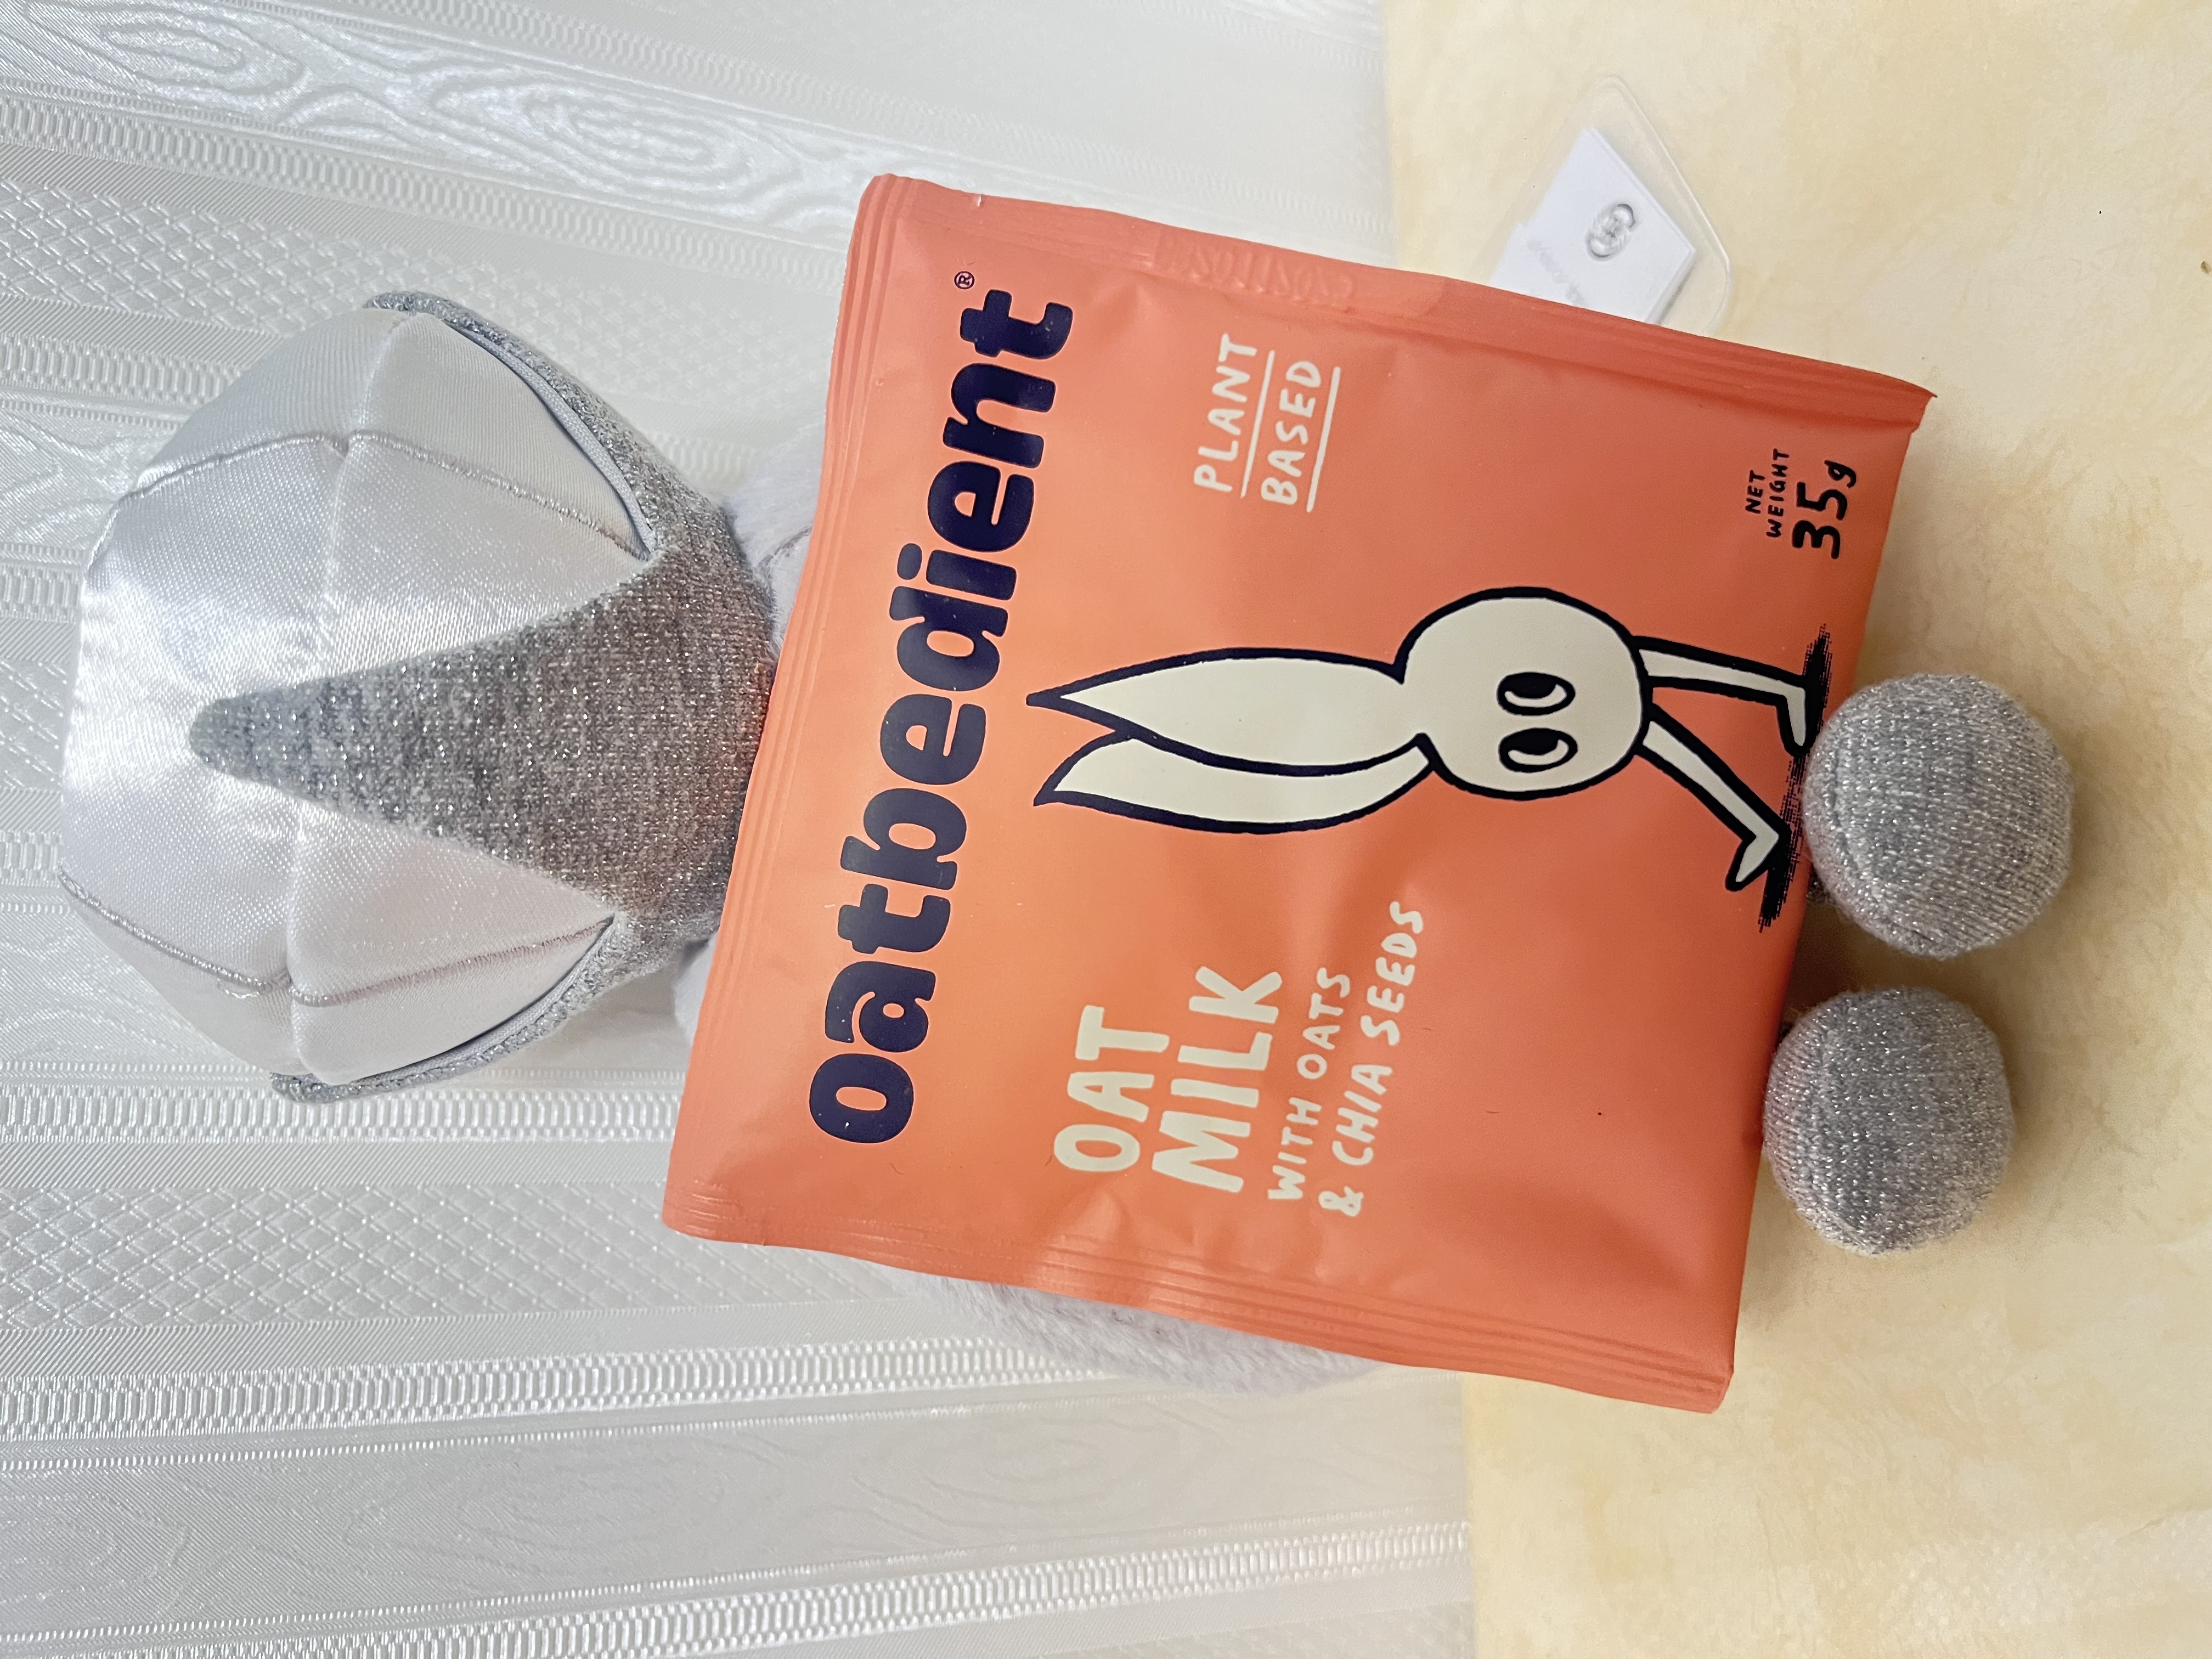 oatbedient®
PLANT
BASED
OAT
MILK
WITH OATS
& CHIA SEEDS
NET
WEIGHT
35g